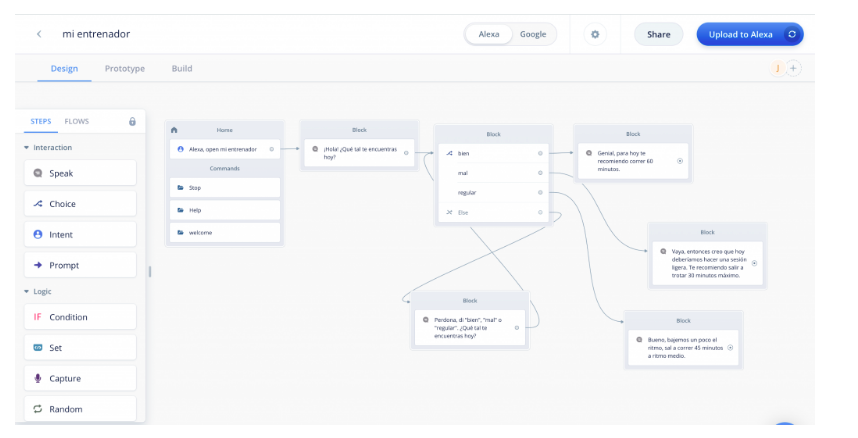 mi entrenador
Alexa Google
Share
Upload to Alexa
Design Prototype Build
J
STEPS FLOWS
Interaction
Speak
Choice
Intent
Prompt
Logic
IF Condition
Set
Capture
Random
Home
Alexa, open mi entrenador
Commands
Stop
Help
welcome
Block
¡Hola! ¿Qué tal te encuentras
hoy?
Block
bien
mal
regular
Else
Block
Genial, para hoy te
recomiendo correr 60
minutos.
Block
Vaya, entonces creo que hoy
deberíamos hacer una sesión
ligera. Te recomiendo salir a
trotar 30 minutos máximo.
Block
Perdona, di "bien", "mal" o
"regular". ¿Qué tal te
encuentras hoy?
Block
Bueno, bajemos un poco el
ritmo, sal a correr 45 minutos
a ritmo medio.